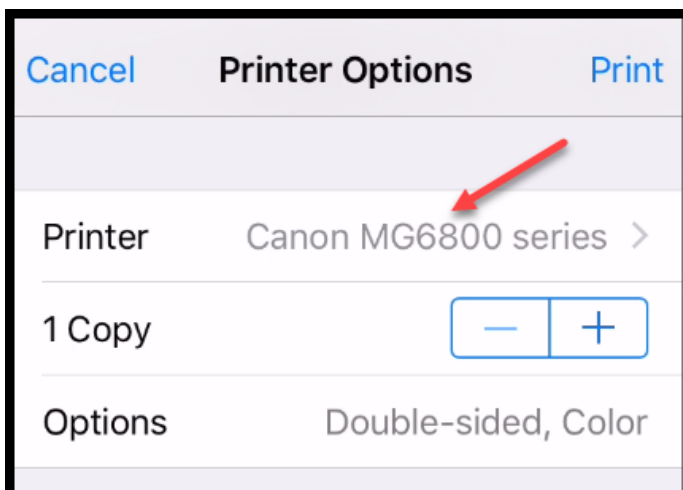 Cancel Printer Options Print
Printer Canon MG6800 series >
1 Copy − +
Options Double-sided, Color